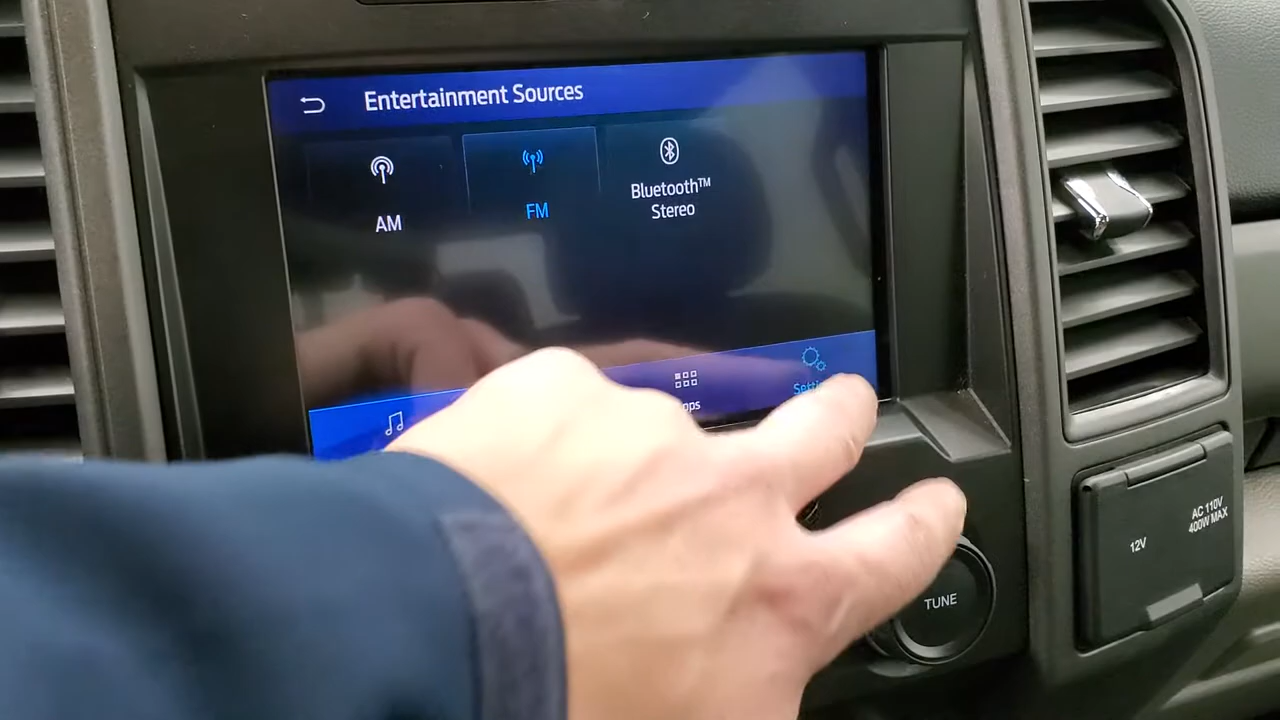 Entertainment Sources
AM
FM
Bluetooth™
Stereo
12V
AC 110V
400W MAX
TUNE